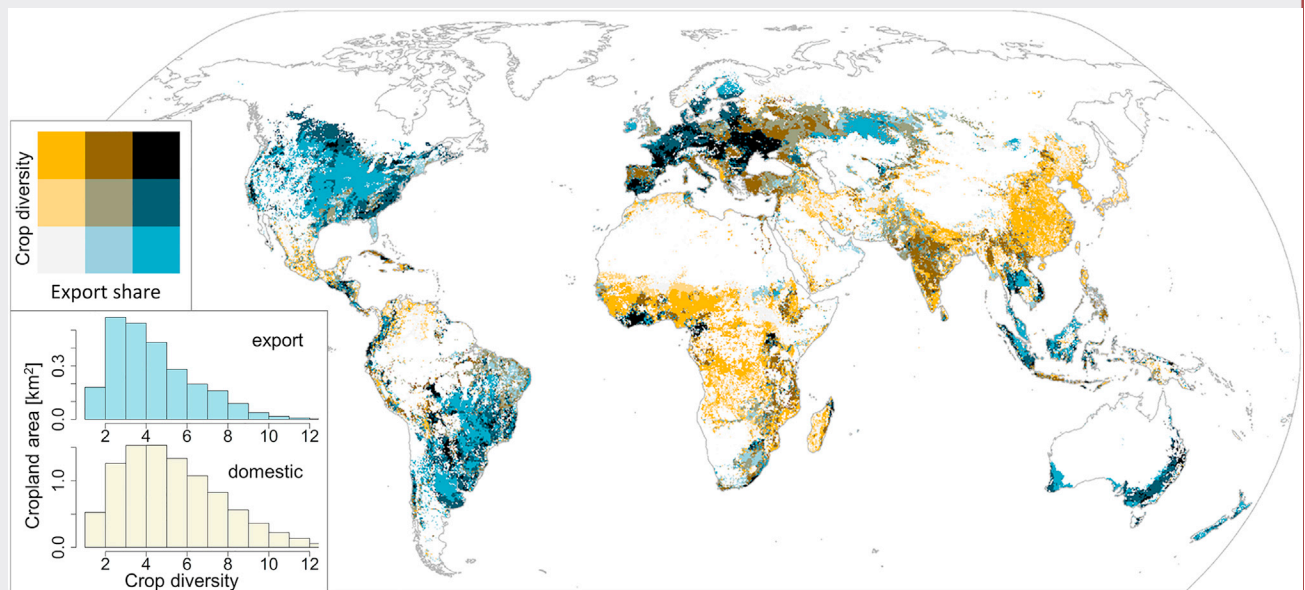 Crop diversity
Export share
export
Cropland area [km²]
0.3
0.0
2 4 6 8 10 12
domestic
1.0
0.0
2 4 6 8 10 12
Crop diversity